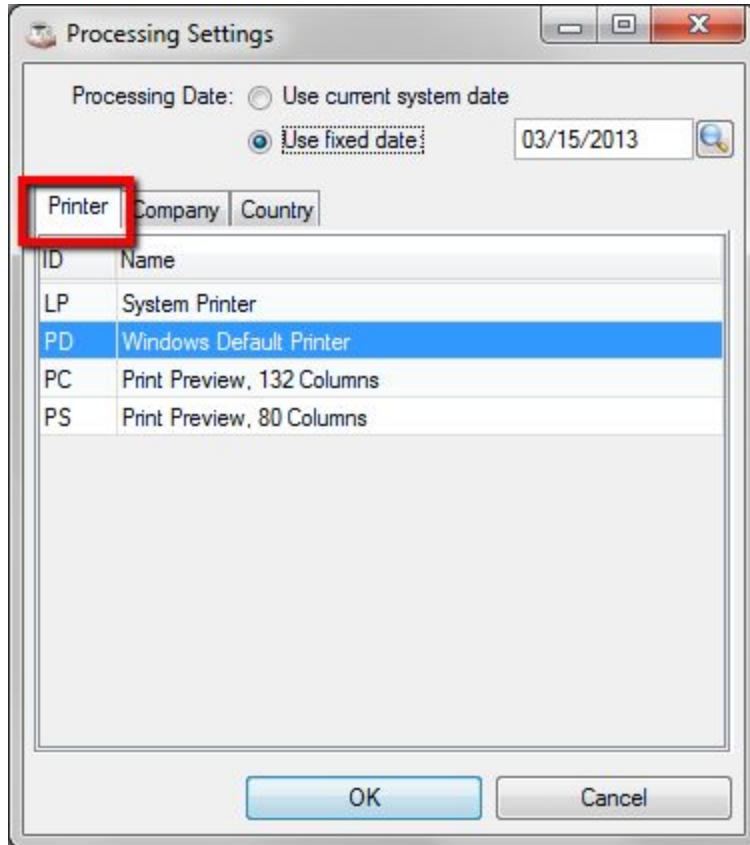 Processing Settings
Processing Date: Use current system date
Use fixed date: 03/15/2013
Printer Company Country
ID Name
LP System Printer
PD Windows Default Printer
PC Print Preview, 132 Columns
PS Print Preview, 80 Columns
OK Cancel